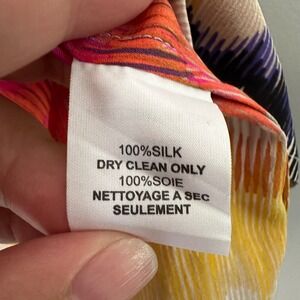 100%SILK
DRY CLEAN ONLY
100%SOIE
NETTOYAGE A SEC
SEULEMENT